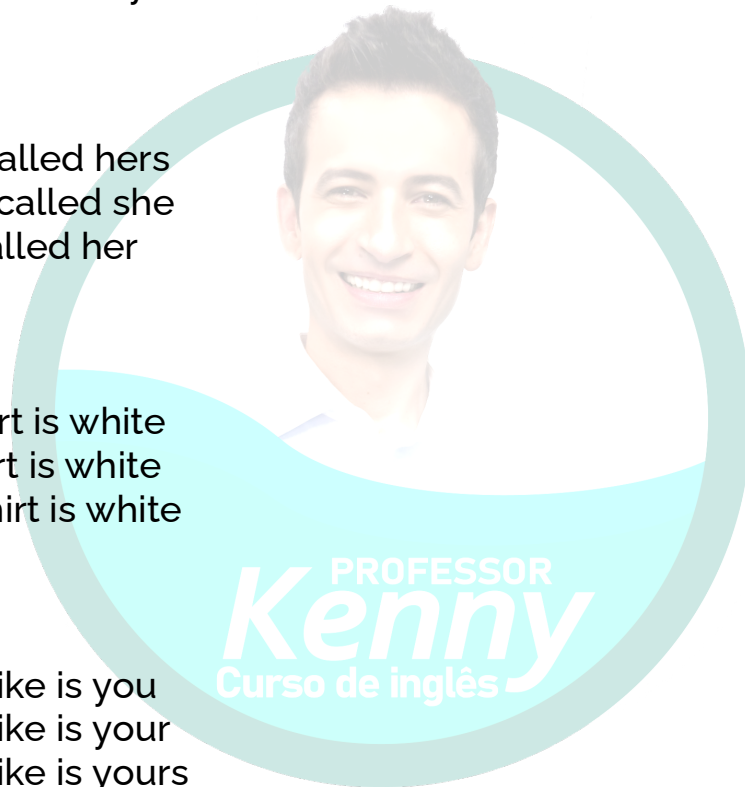 alled hers
called she
alled her
rt is white
rt is white
hirt is white
PROFESSOR
Kenny
Curso de inglês
ike is you
ike is your
ike is yours